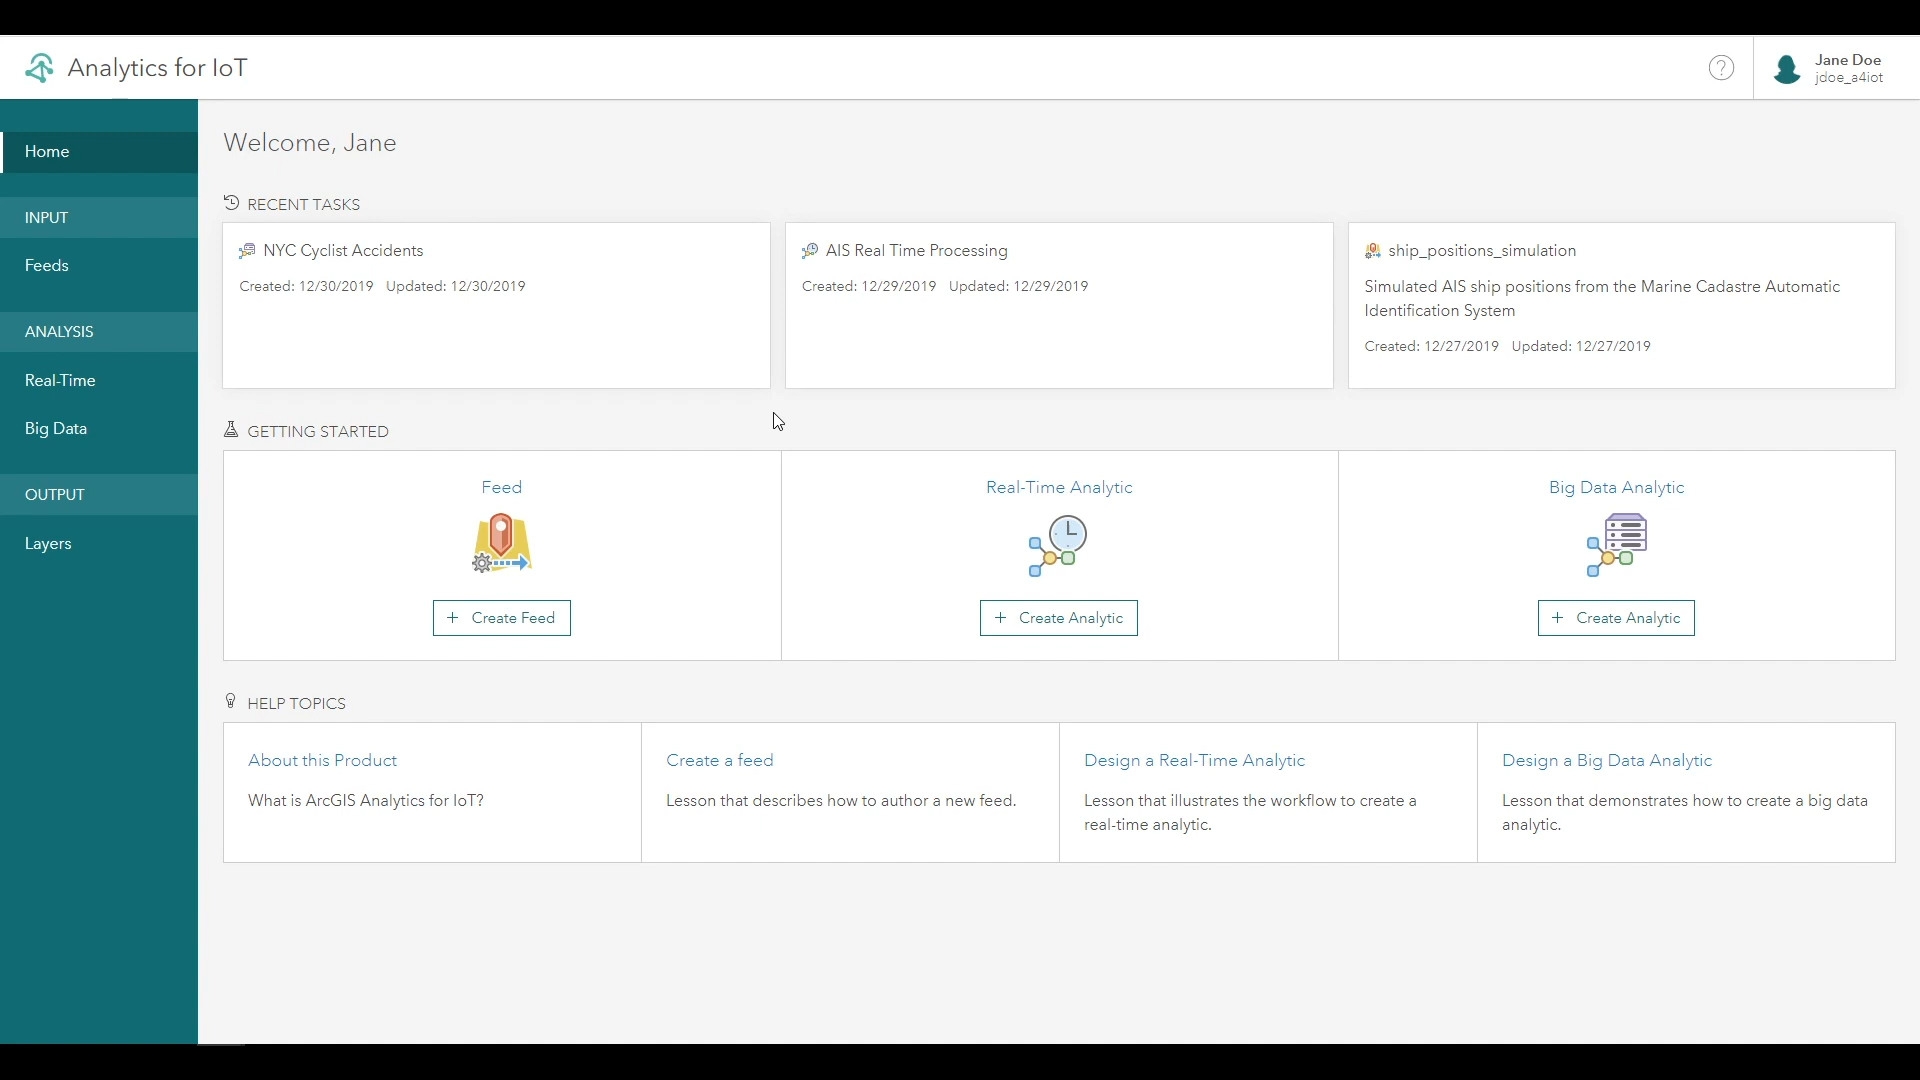 Analytics for IoT
?
Jane Doe
jdoe_a4iot
Home
INPUT
Feeds
ANALYSIS
Real-Time
Big Data
OUTPUT
Layers
Welcome, Jane
RECENT TASKS
NYC Cyclist Accidents
Created: 12/30/2019 Updated: 12/30/2019
AIS Real Time Processing
Created: 12/29/2019 Updated: 12/29/2019
ship_positions_simulation
Simulated AIS ship positions from the Marine Cadastre Automatic
Identification System
Created: 12/27/2019 Updated: 12/27/2019
GETTING STARTED
Feed
+ Create Feed
Real-Time Analytic
+ Create Analytic
Big Data Analytic
+ Create Analytic
HELP TOPICS
About this Product
What is ArcGIS Analytics for IoT?
Create a feed
Lesson that describes how to author a new feed.
Design a Real-Time Analytic
Lesson that illustrates the workflow to create a
real-time analytic.
Design a Big Data Analytic
Lesson that demonstrates how to create a big data
analytic.